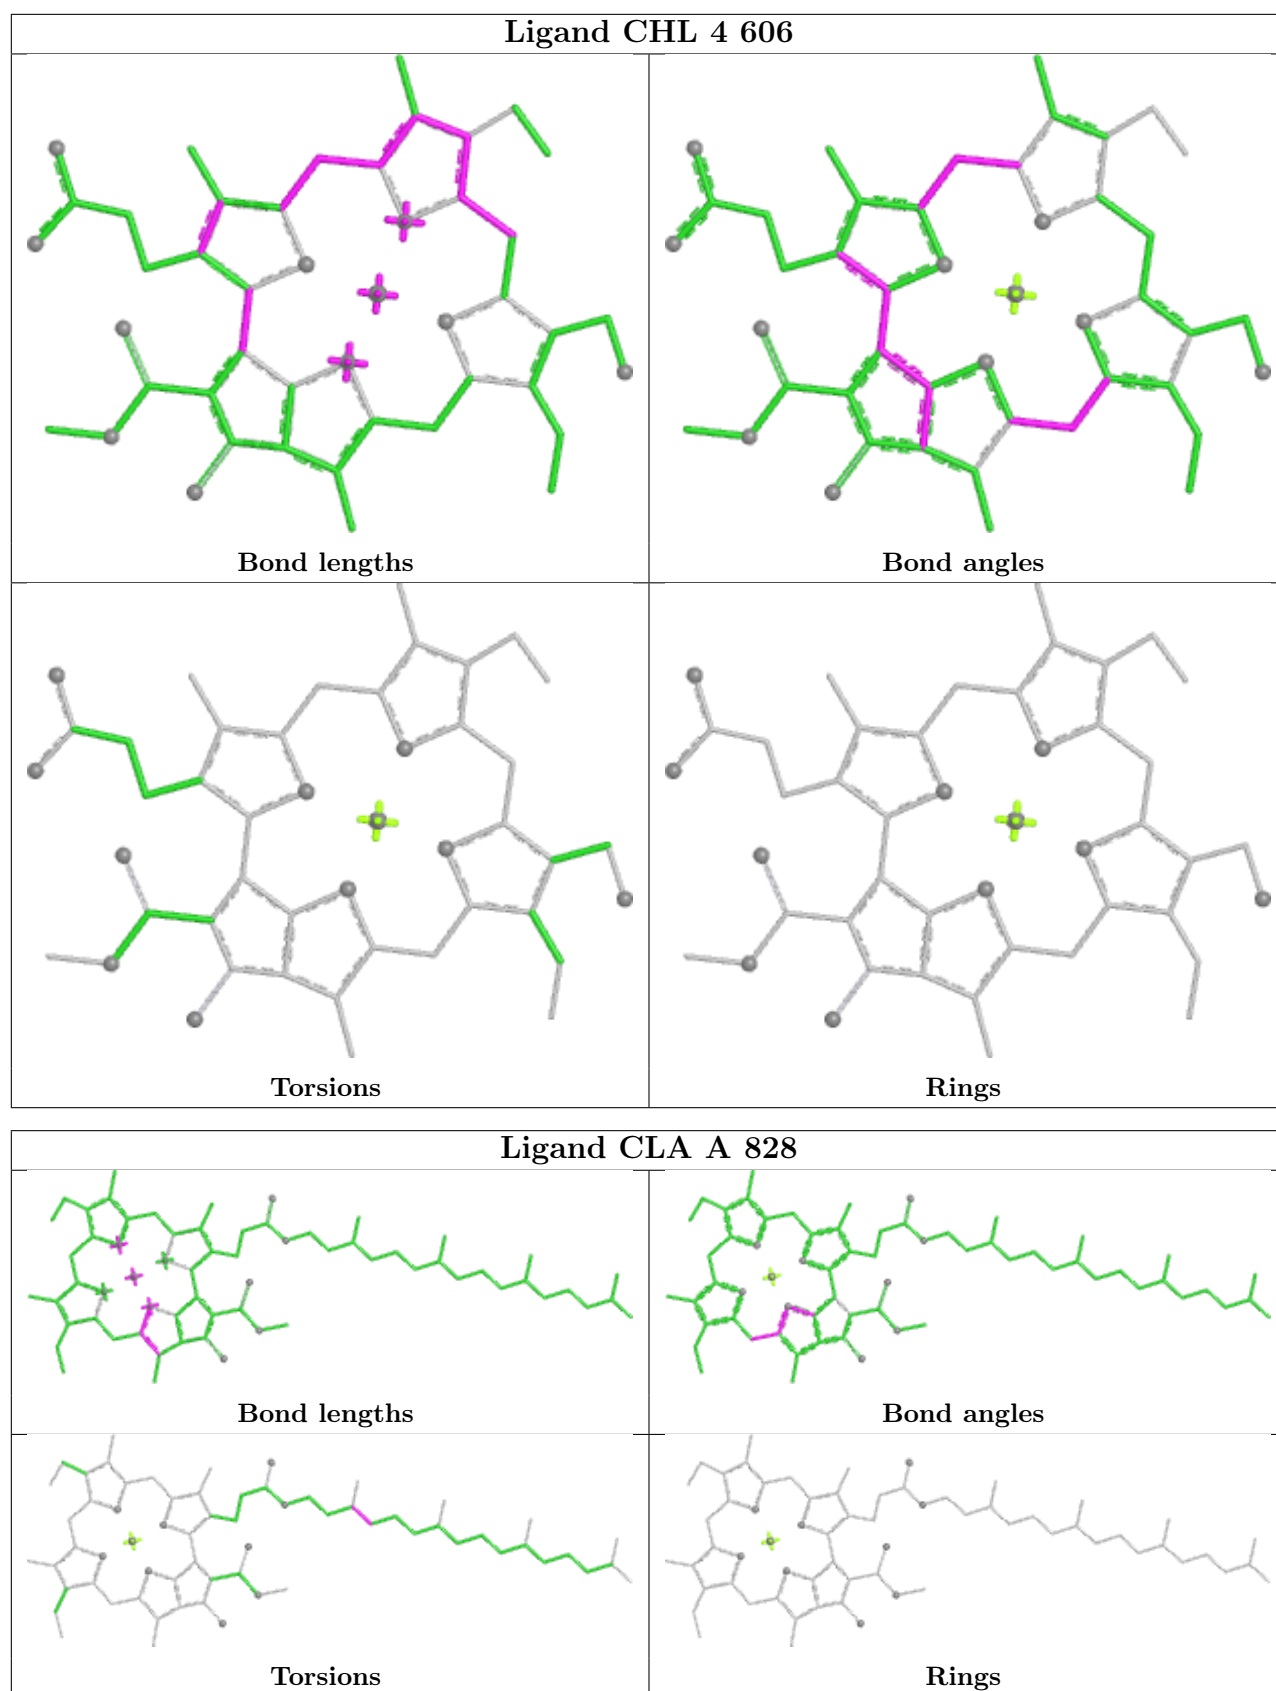 Ligand CHL 4 606
Bond lengths
Bond angles
Torsions
Rings
Ligand CLA A 828
Bond lengths
Bond angles
Torsions
Rings